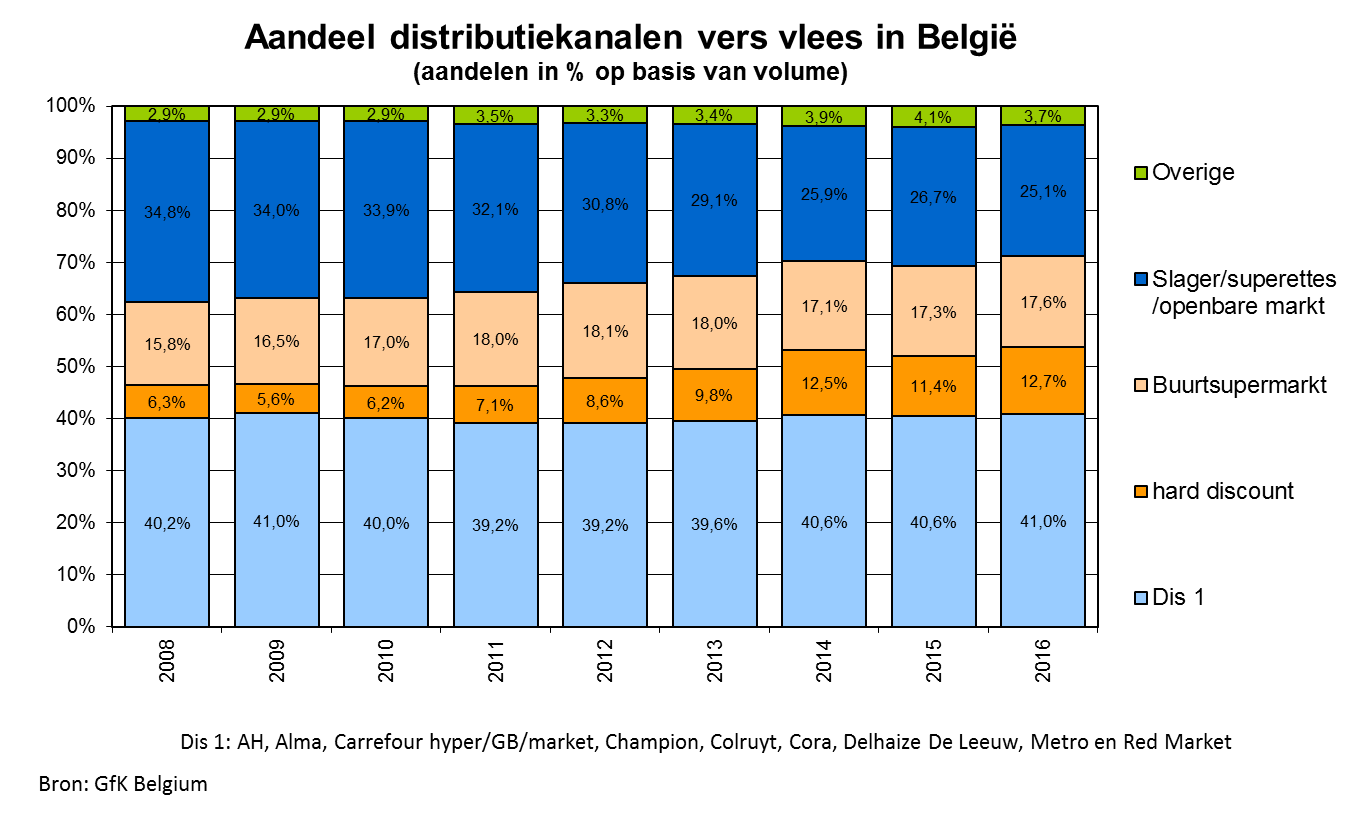 Aandeel distributiekanalen vers vlees in België
(aandelen in % op basis van volume)
100%
90%
80%
70%
60%
50%
40%
30%
20%
10%
0%
2,9% 2,9% 2,9% 3,5% 3,3% 3,4% 3,9% 4,1% 3,7%
34,8% 34,0% 33,9% 32,1% 30,8% 29,1% 25,9% 26,7% 25,1%
15,8% 16,5% 17,0% 18,0% 18,1% 18,0% 17,1% 17,3% 17,6%
6,3% 5,6% 6,2% 7,1% 8,6% 9,8% 12,5% 11,4% 12,7%
40,2% 41,0% 40,0% 39,2% 39,2% 39,6% 40,6% 40,6% 41,0%
2008 2009 2010 2011 2012 2013 2014 2015 2016
Overige
Slager/superettes
/openbare markt
Buurtsupermarkt
hard discount
Dis 1
Dis 1: AH, Alma, Carrefour hyper/GB/market, Champion, Colruyt, Cora, Delhaize De Leeuw, Metro en Red Market
Bron: GfK Belgium